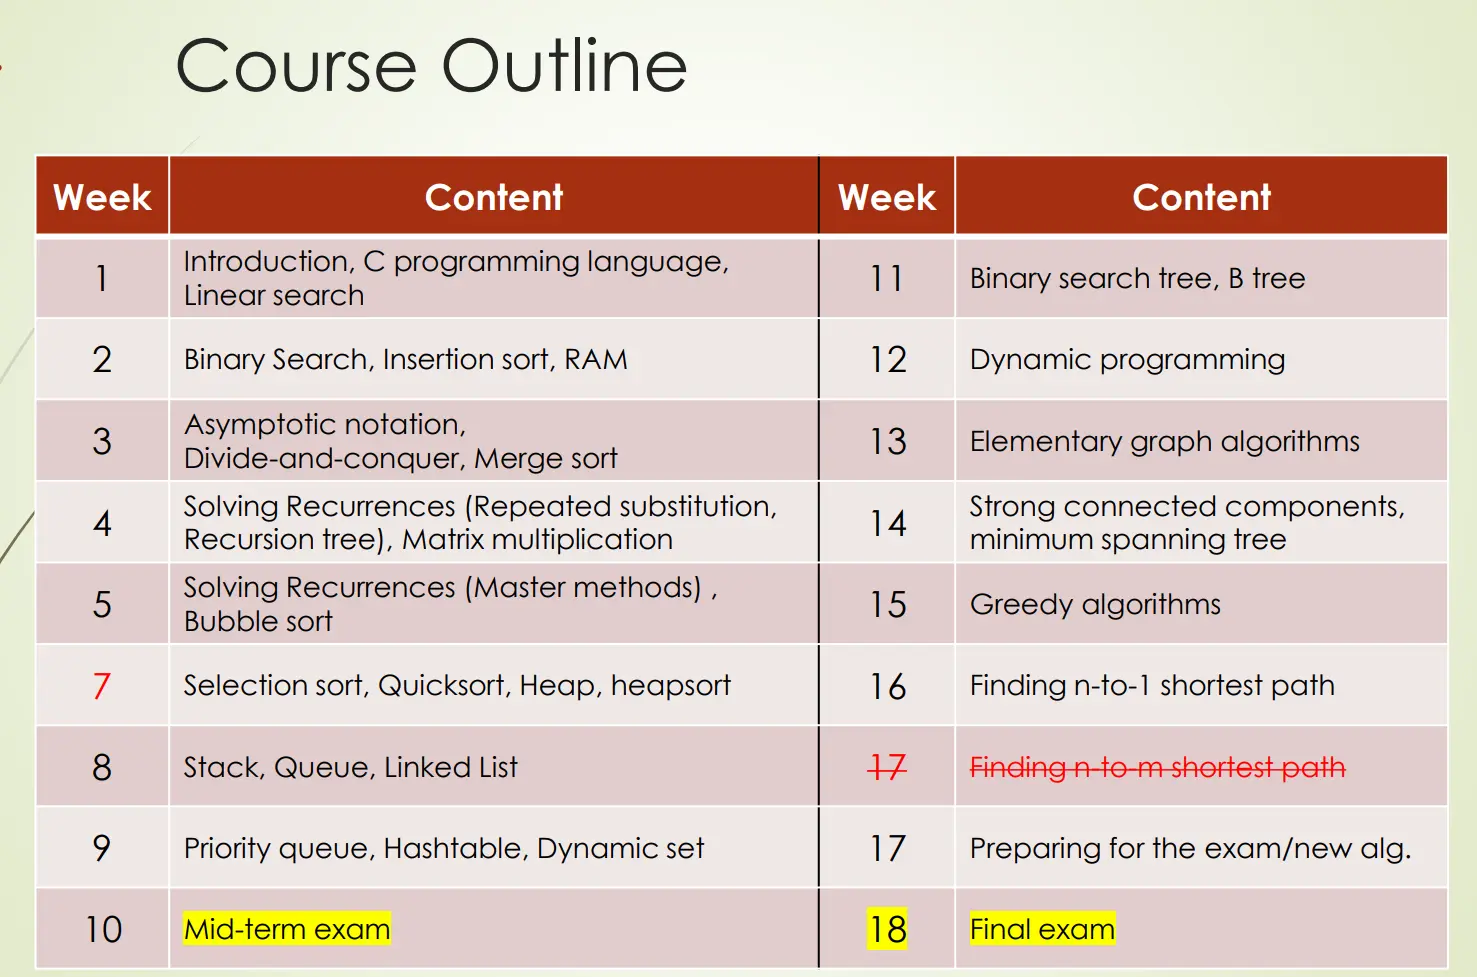 Course Outline
Week Content Week Content
1 Introduction, C programming language,
Linear search
11 Binary search tree, B tree
2 Binary Search, Insertion sort, RAM
12 Dynamic programming
3 Asymptotic notation,
Divide-and-conquer, Merge sort
13 Elementary graph algorithms
4 Solving Recurrences (Repeated substitution,
Recursion tree), Matrix multiplication
14 Strong connected components,
minimum spanning tree
5 Solving Recurrences (Master methods) ,
Bubble sort
15 Greedy algorithms
7 Selection sort, Quicksort, Heap, heapsort
16 Finding n-to-1 shortest path
8 Stack, Queue, Linked List
17 Finding n-to-m shortest path
9 Priority queue, Hashtable, Dynamic set
17 Preparing for the exam/new alg.
10 Mid-term exam
18 Final exam